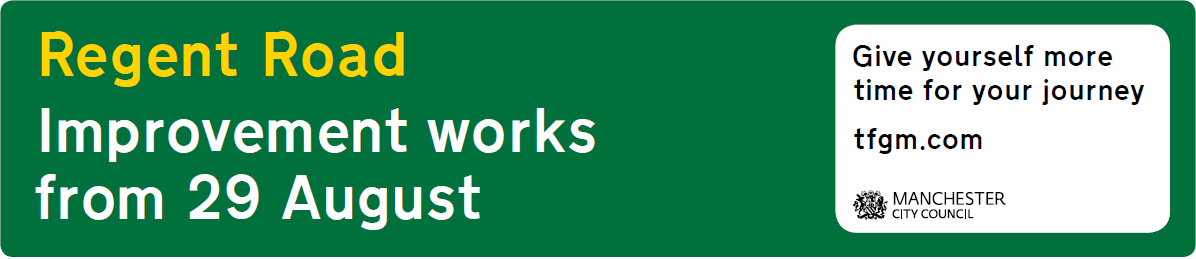 Regent Road
Improvement works
from 29 August
Give yourself more
time for your journey
tfgm.com
MANCHESTER
CITY COUNCIL